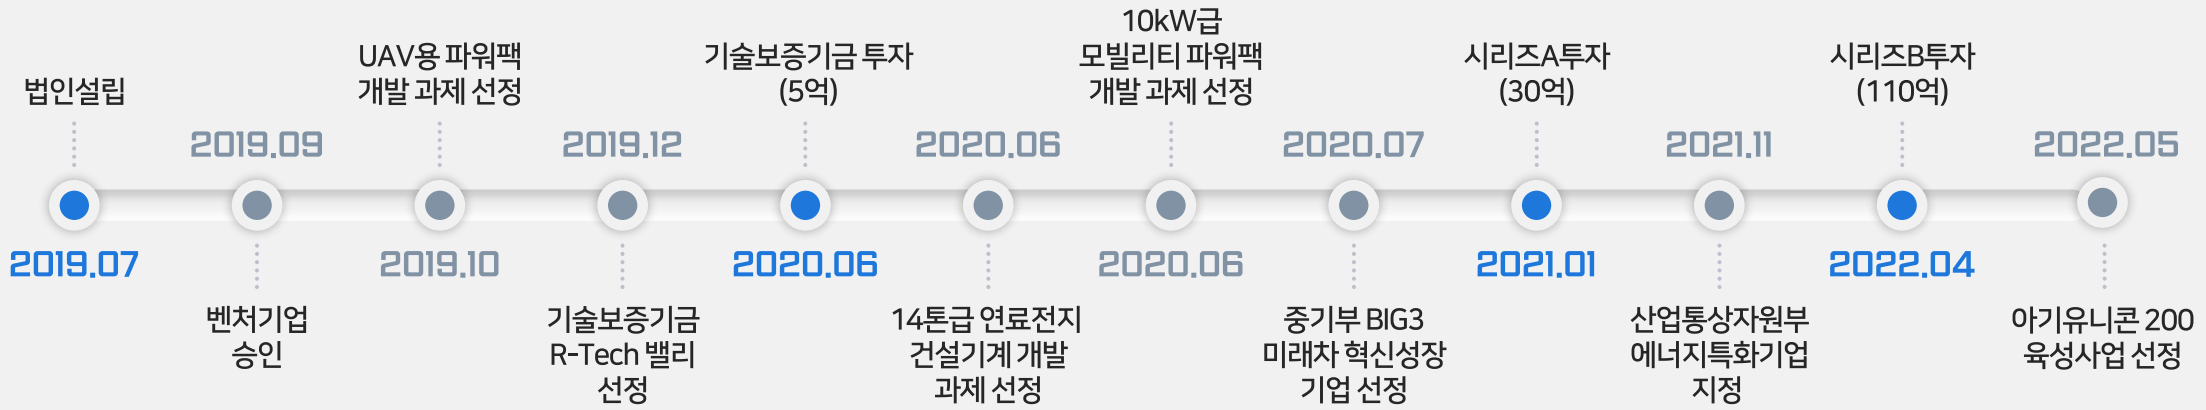 법인설립
2019.07
2019.09
벤처기업
승인
UAV용 파워팩
개발 과제 선정
2019.10
2019.12
기술보증기금
R-Tech 밸리
선정
기술보증기금 투자
(5억)
2020.06
2020.06
14톤급 연료전지
건설기계 개발
과제 선정
10kW급
모빌리티 파워팩
개발 과제 선정
2020.06
2020.07
중기부 BIG3
미래차 혁신성장
기업 선정
시리즈A투자
(30억)
2021.01
2021.11
산업통상자원부
에너지특화기업
지정
시리즈B투자
(110억)
2022.04
2022.05
아기유니콘 200
육성사업 선정